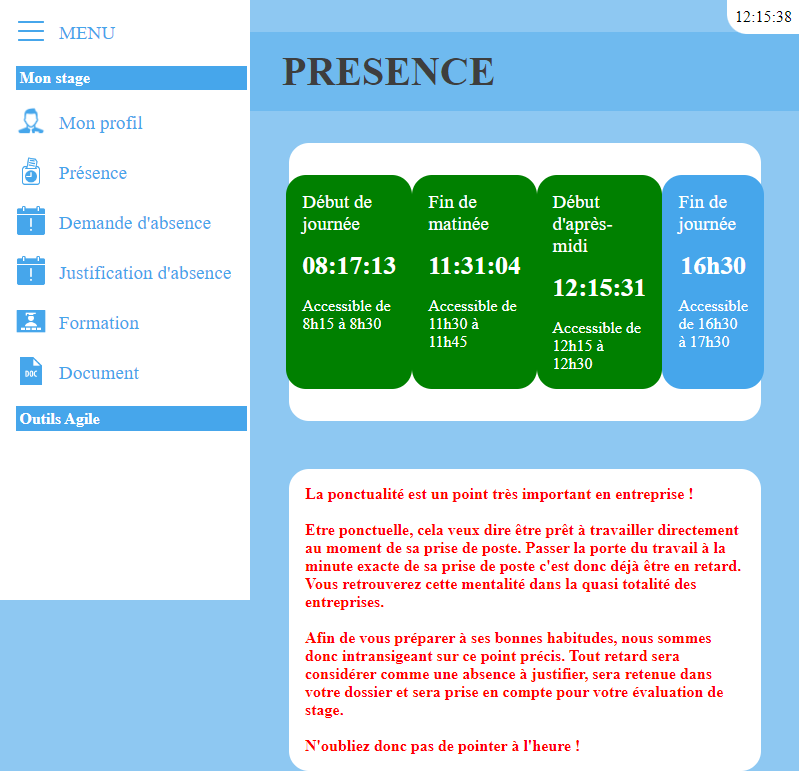 12:15:38
MENU
Mon stage
Mon profil
Présence
Demande d'absence
Justification d'absence
Formation
DOC
Document
Outils Agile
PRESENCE
Début de
journée
08:17:13
Accessible de
8h15 à 8h30
Fin de
matinée
11:31:04
Accessible de
11h30 à
11h45
Début
d'après-
midi
12:15:31
Accessible de
12h15 à
12h30
Fin de
journée
16h30
Accessible
de 16h30
à 17h30
La ponctualité est un point très important en entreprise !
Etre ponctuelle, cela veux dire être prêt à travailler directement
au moment de sa prise de poste. Passer la porte du travail à la
minute exacte de sa prise de poste c'est donc déjà être en retard.
Vous retrouverez cette mentalité dans la quasi totalité des
entreprises.
Afin de vous préparer à ses bonnes habitudes, nous sommes
donc intransigeant sur ce point précis. Tout retard sera
considérer comme une absence à justifier, sera retenue dans
votre dossier et sera prise en compte pour votre évaluation de
stage.
N'oubliez donc pas de pointer à l'heure !